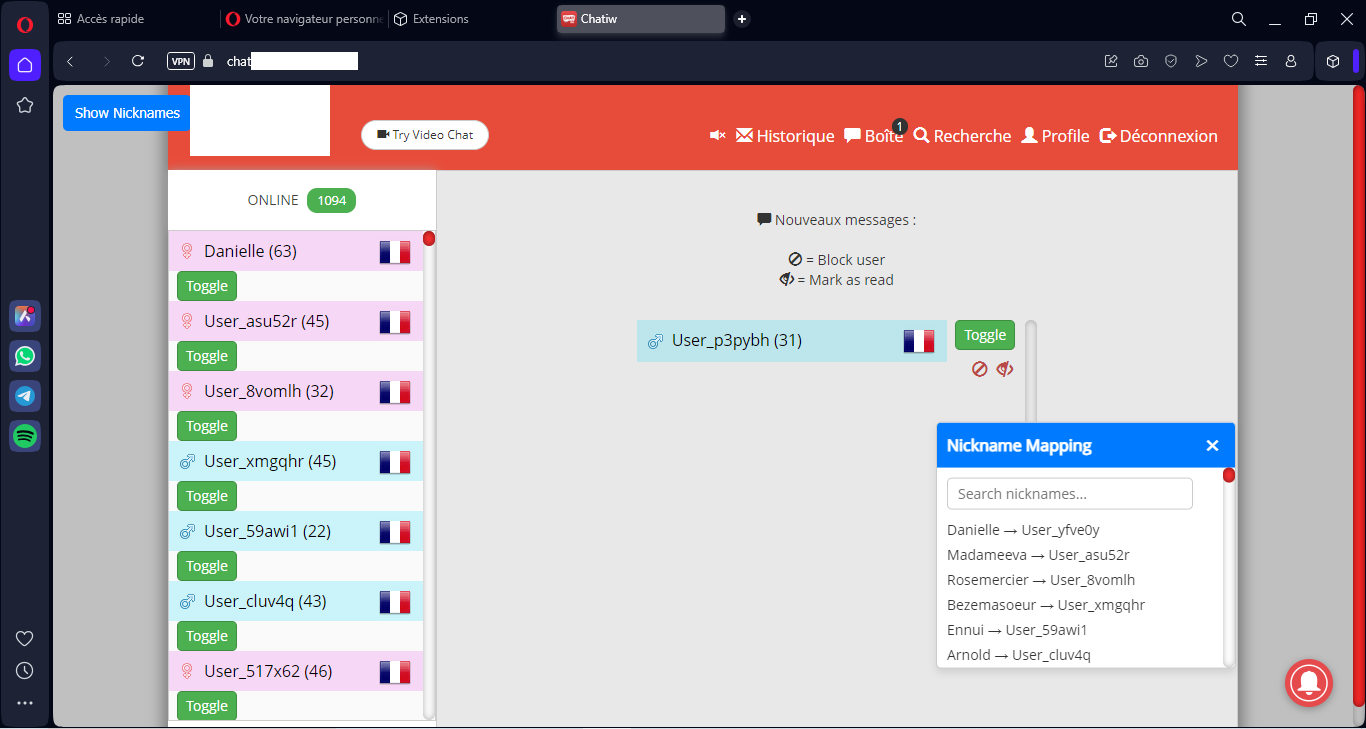 Accès rapide
Votre navigateur personne
Extensions
Chatiw
VPN
chat
Show Nicknames
Try Video Chat
Historique
Boîte
1
Recherche
Profile
Déconnexion
ONLINE 1094
Danielle (63)
Toggle
User_asu52r (45)
Toggle
User_8vomlh (32)
Toggle
User_xmgqhr (45)
Toggle
User_59awi1 (22)
Toggle
User_cluv4q (43)
Toggle
User_517x62 (46)
Toggle
Nouveaux messages :
= Block user
= Mark as read
User_p3pybh (31)
Toggle
Nickname Mapping
Search nicknames...
Danielle → User_yfve0y
Madameeva → User_asu52r
Rosemercier → User_8vomlh
Bezemasoeur → User_xmgqhr
Ennui → User_59awi1
Arnold → User_cluv4q